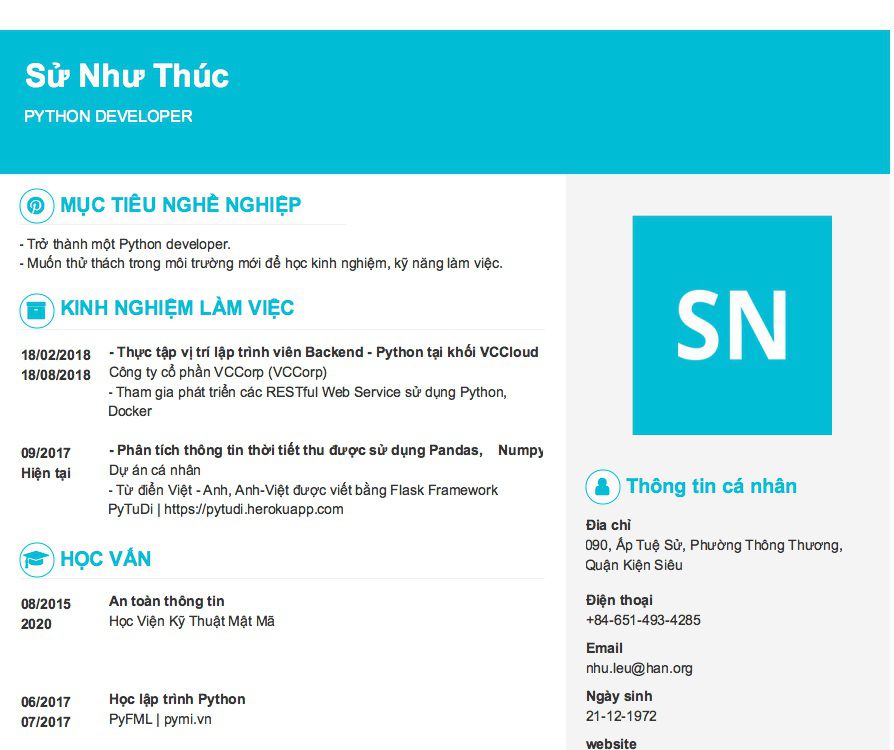 Sử Như Thúc
PYTHON DEVELOPER
MỤC TIÊU NGHỀ NGHIỆP
- Trở thành một Python developer.
- Muốn thử thách trong môi trường mới để học kinh nghiệm, kỹ năng làm việc.
KINH NGHIỆM LÀM VIỆC
18/02/2018
18/08/2018
- Thực tập vị trí lập trình viên Backend - Python tại khối VCCloud
Công ty cổ phần VCCorp (VCCorp)
- Tham gia phát triển các RESTful Web Service sử dụng Python,
Docker
09/2017
Hiện tại
- Phân tích thông tin thời tiết thu được sử dụng Pandas, Numpy
Dự án cá nhân
- Từ điển Việt - Anh, Anh-Việt được viết bằng Flask Framework
PyTuDi | https://pytudi.herokuapp.com
HỌC VẤN
08/2015
2020
An toàn thông tin
Học Viện Kỹ Thuật Mật Mã
06/2017
07/2017
Học lập trình Python
PyFML | pymi.vn
SN
Thông tin cá nhân
Địa chỉ
090, Ấp Tuệ Sử, Phường Thông Thương,
Quận Kiện Siêu
Điện thoại
+84-651-493-4285
Email
nhu.leu@han.org
Ngày sinh
21-12-1972
website